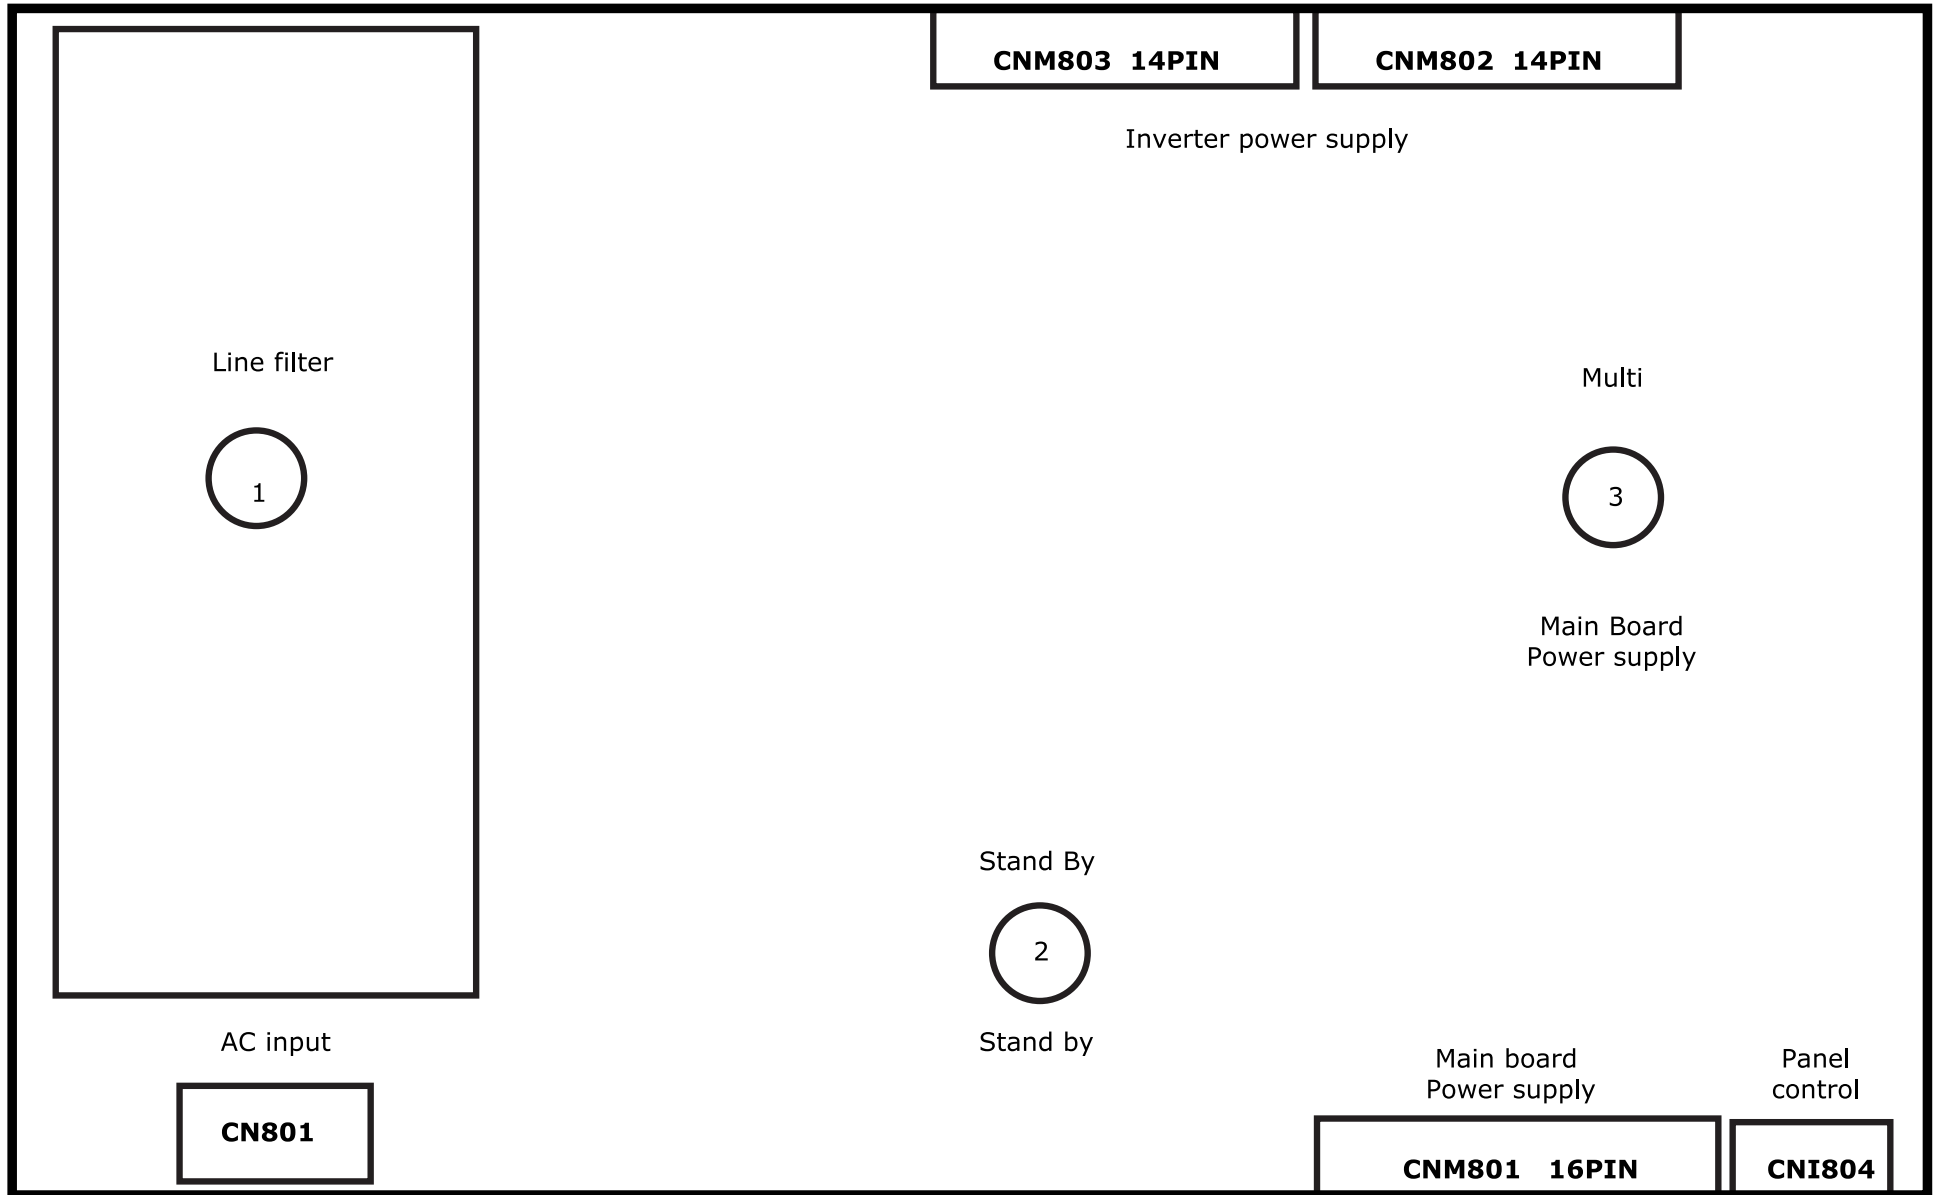 CNM803 14PIN
CNM802 14PIN
Inverter power supply
Line filter
1
Multi
3
Main Board
Power supply
Stand By
2
Stand by
AC input
CN801
Main board
Power supply
CNM801 16PIN
Panel
control
CNI804